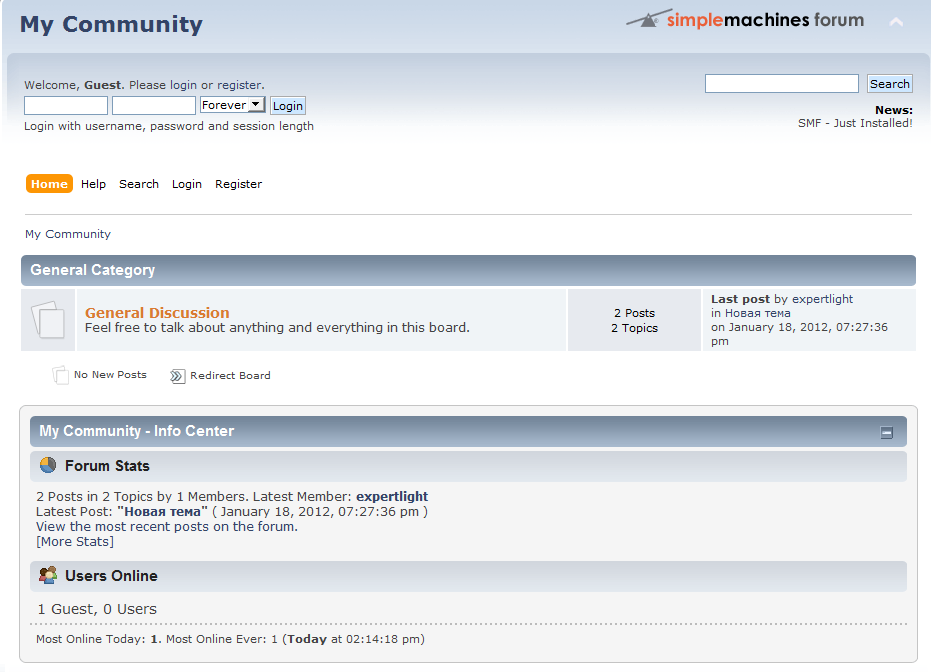 My Community
simplemachines forum
Welcome, Guest. Please login or register.
Forever
Login
Login with username, password and session length
Search
News:
SMF - Just Installed!
Home Help Search Login Register
My Community
General Category
General Discussion
Feel free to talk about anything and everything in this board.
2 Posts
2 Topics
Last post by expertlight
in Новая тема
on January 18, 2012, 07:27:36
pm
No New Posts
Redirect Board
My Community - Info Center
Forum Stats
2 Posts in 2 Topics by 1 Members. Latest Member: expertlight
Latest Post: "Новая тема" ( January 18, 2012, 07:27:36 pm )
View the most recent posts on the forum.
[More Stats]
Users Online
1 Guest, 0 Users
Most Online Today: 1. Most Online Ever: 1 (Today at 02:14:18 pm)